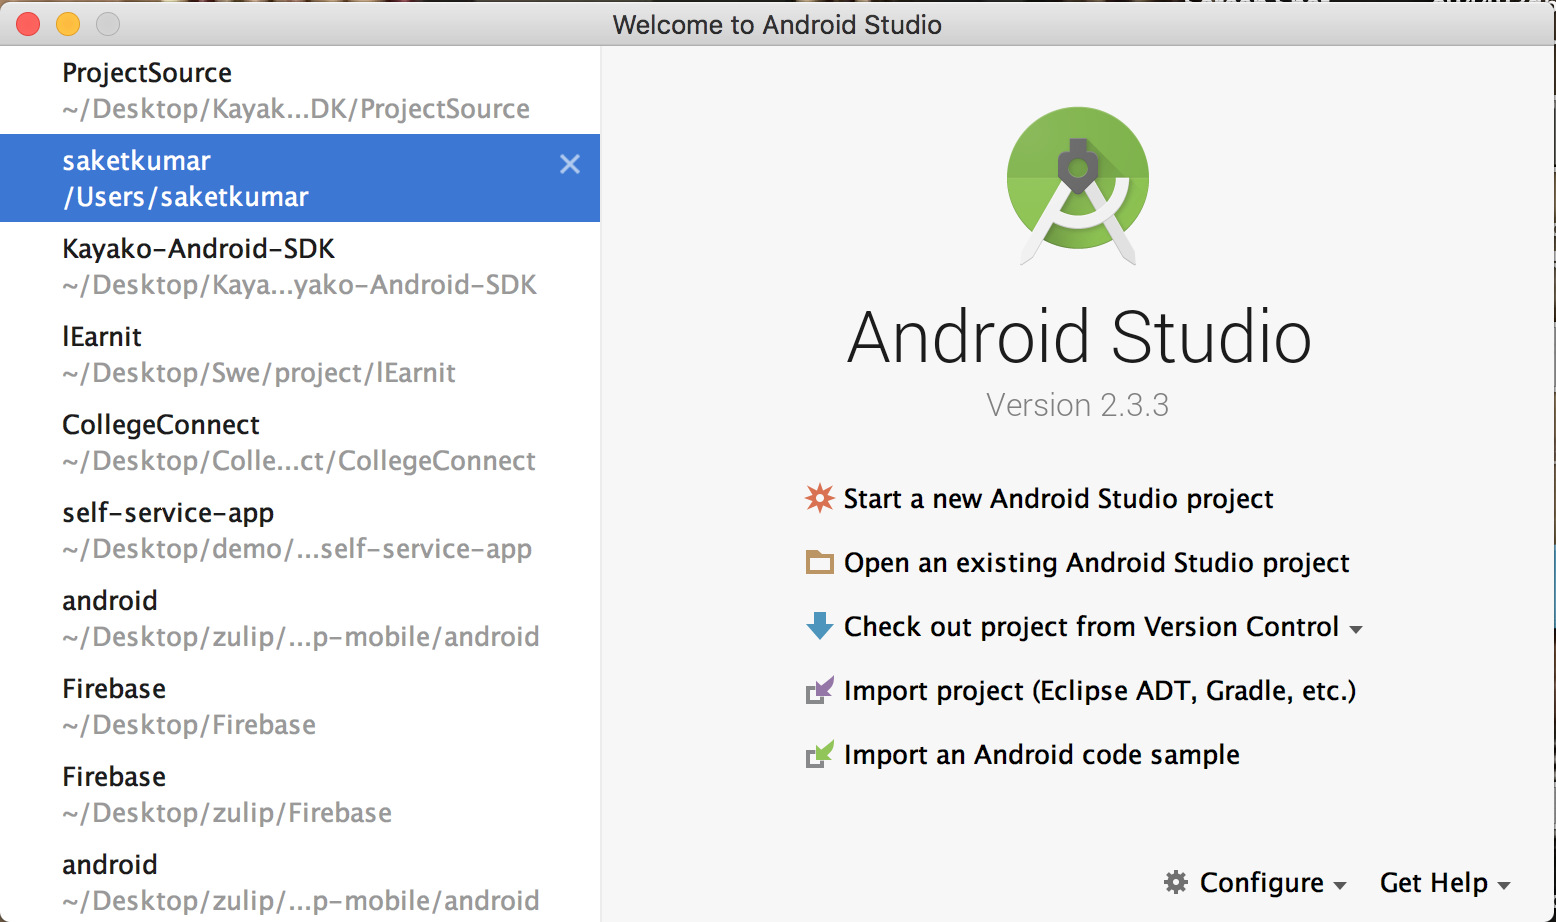 Welcome to Android Studio
ProjectSource
~/Desktop/Kayak...DK/ProjectSource
saketkumar
/Users/saketkumar
Kayako-Android-SDK
~/Desktop/Kaya...yako-Android-SDK
lEarnit
~/Desktop/Swe/project/lEarnit
CollegeConnect
~/Desktop/Colle...ct/CollegeConnect
self-service-app
~/Desktop/demo/...self-service-app
android
~/Desktop/zulip/...p-mobile/android
Firebase
~/Desktop/Firebase
Firebase
~/Desktop/zulip/Firebase
android
~/Desktop/zulip/...p-mobile/android
Android Studio
Version 2.3.3
Start a new Android Studio project
Open an existing Android Studio project
Check out project from Version Control
Import project (Eclipse ADT, Gradle, etc.)
Import an Android code sample
Configure
Get Help